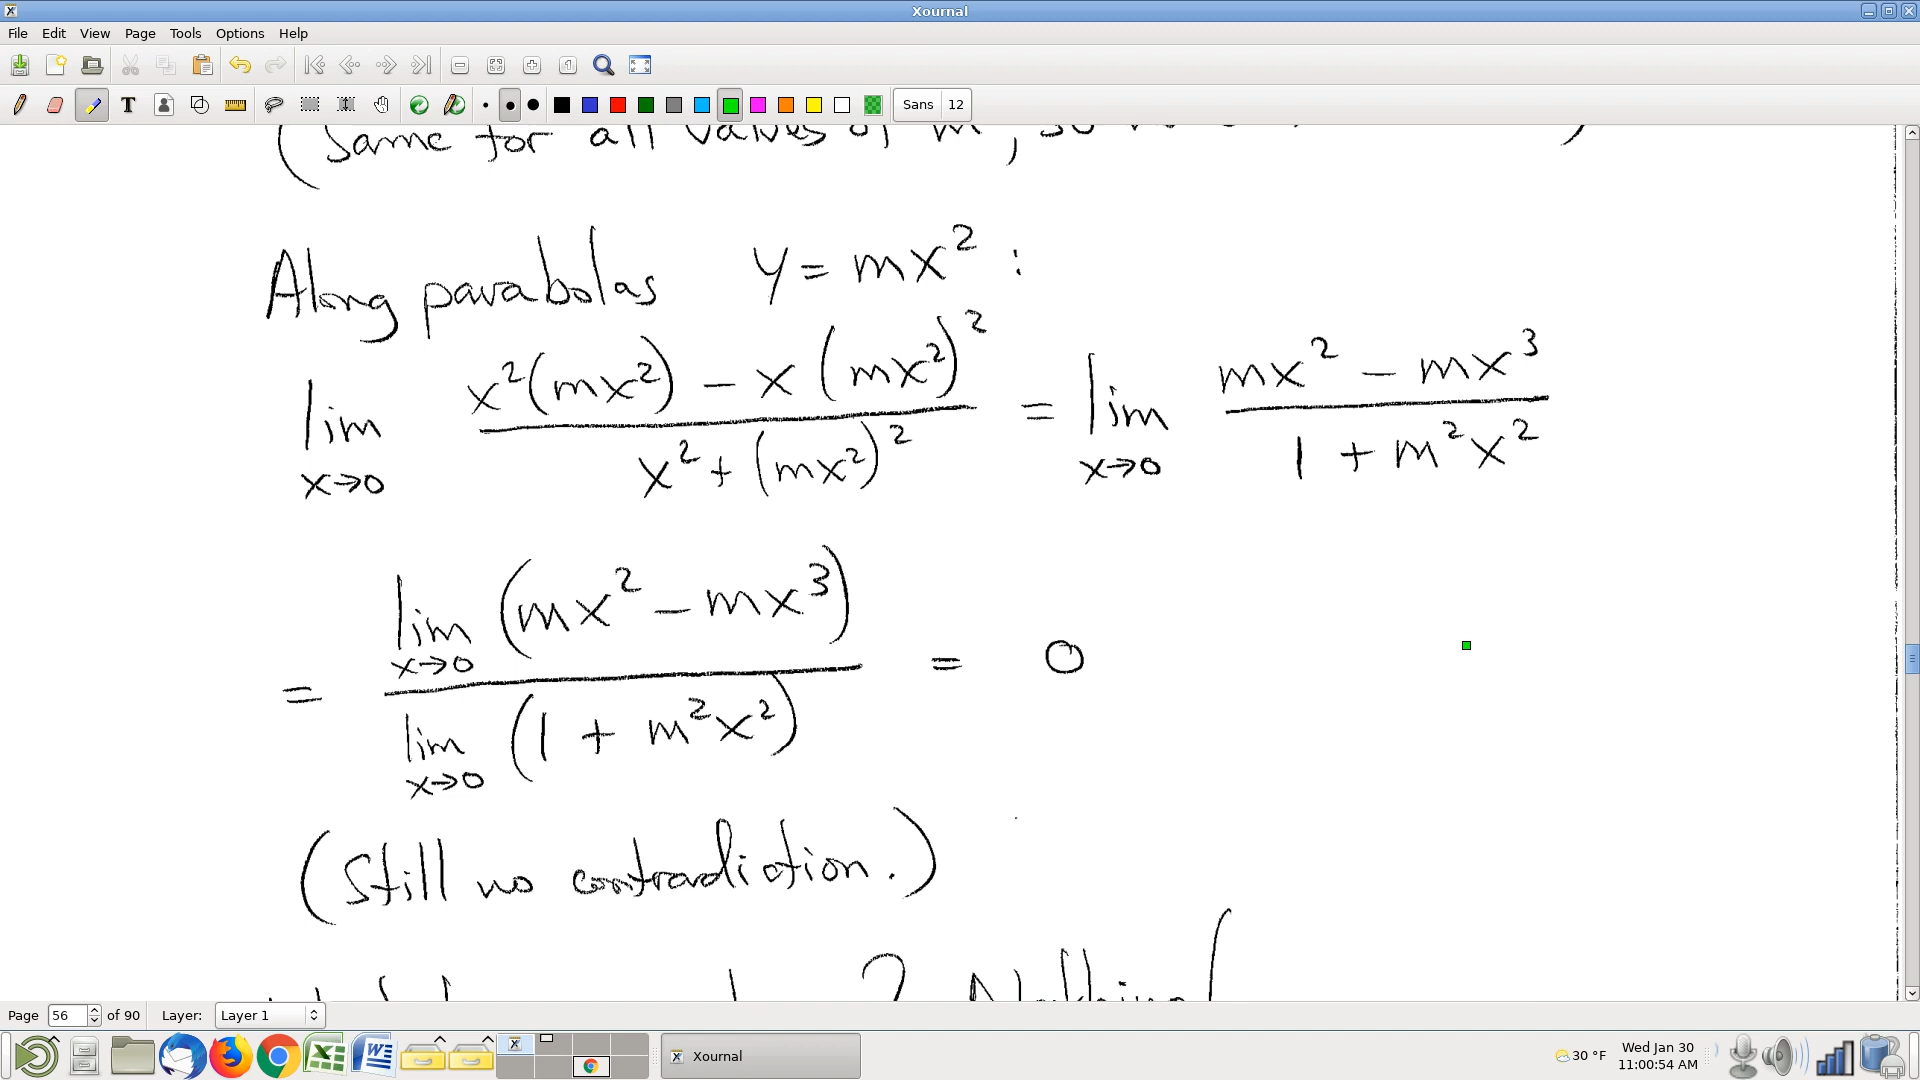 Xournal
File Edit View Page Tools Options Help
Sans 12
(Same for all values of m,
Along parabolas y = mx² :
lim x→0 (x²(mx²) − x(mx²)²) / (x² + (mx²)²) = lim x→0 (mx² − mx³) / (1 + m²x²)
= lim x→0 (mx² − mx³) / lim x→0 (1 + m²x²) = 0
(Still no contradiction.)
? Nothing
Page 56 of 90 Layer: Layer 1
Xournal
30 °F
Wed Jan 30
11:00:54 AM